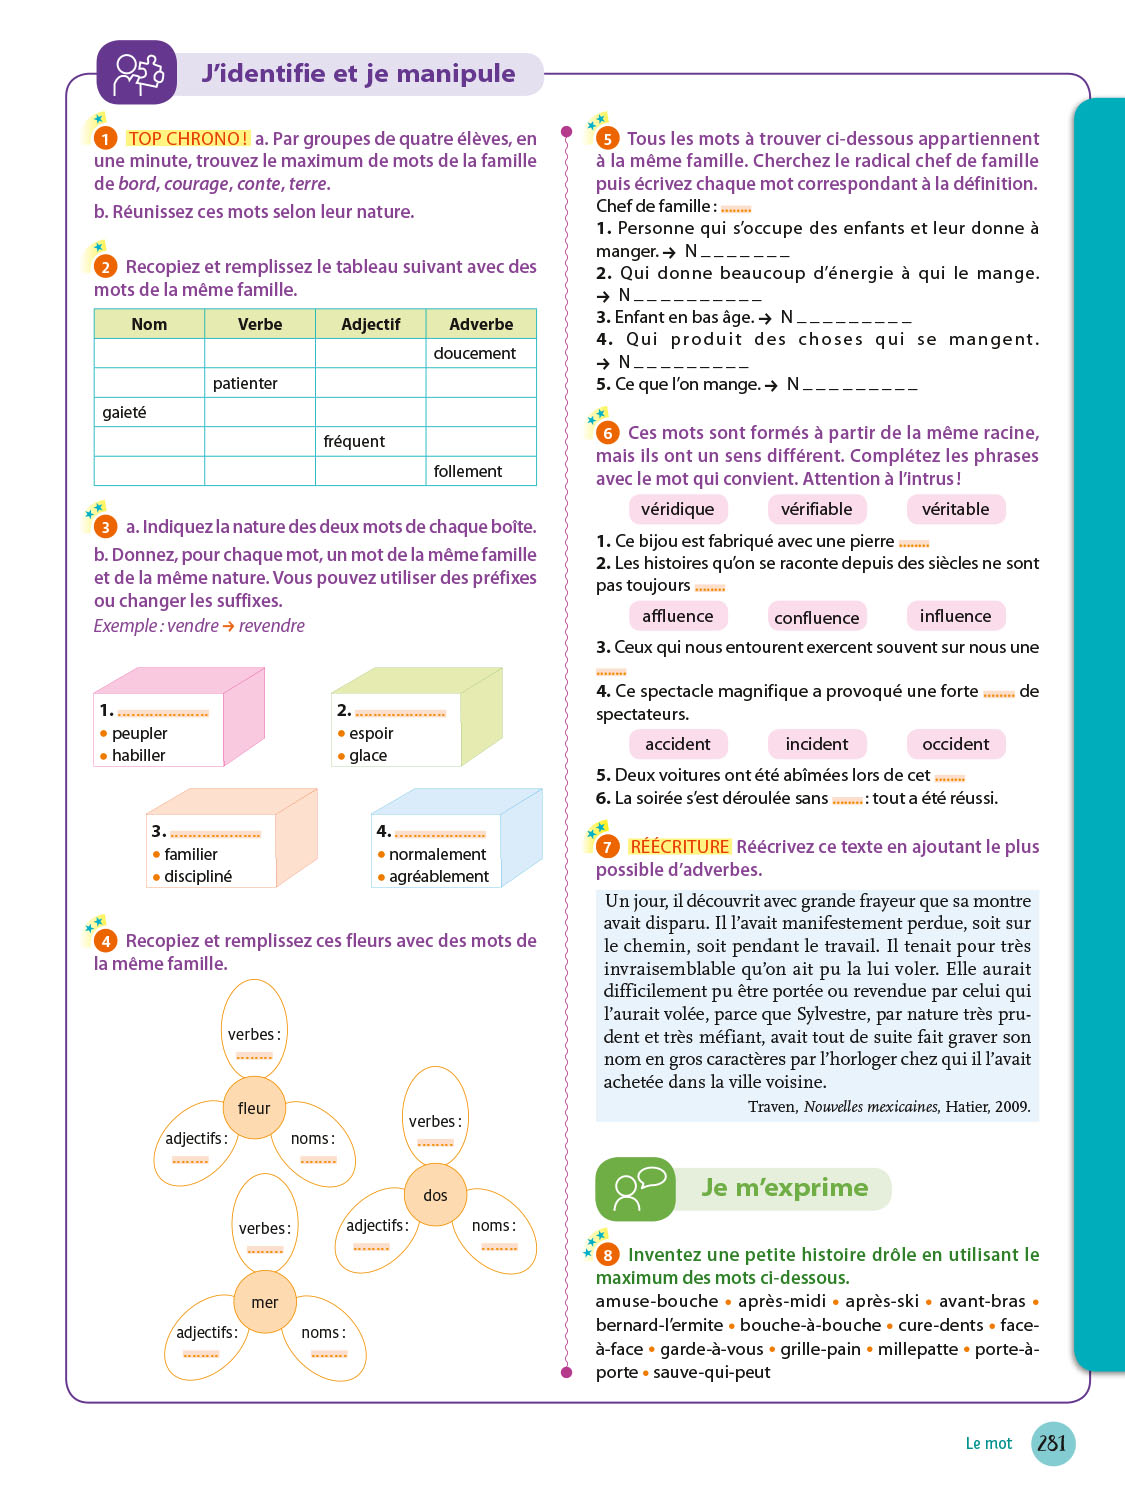 J'identifie et je manipule
1 TOP CHRONO ! a. Par groupes de quatre élèves, en
une minute, trouvez le maximum de mots de la famille
de bord, courage, conte, terre.
b. Réunissez ces mots selon leur nature.
2 Recopiez et remplissez le tableau suivant avec des
mots de la même famille.
Nom Verbe Adjectif Adverbe
doucement
patienter
gaieté
fréquent
follement
3 a. Indiquez la nature des deux mots de chaque boîte.
b. Donnez, pour chaque mot, un mot de la même famille
et de la même nature. Vous pouvez utiliser des préfixes
ou changer les suffixes.
Exemple : vendre → revendre
1. ....................
• peupler
• habiller
2. ....................
• espoir
• glace
3. ....................
• familier
• discipliné
4. ....................
• normalement
• agréablement
4 Recopiez et remplissez ces fleurs avec des mots de
la même famille.
verbes :
........
fleur
adjectifs :
........
noms :
........
verbes :
........
dos
adjectifs :
........
noms :
........
verbes :
........
mer
adjectifs :
........
noms :
........
5 Tous les mots à trouver ci-dessous appartiennent
à la même famille. Cherchez le radical chef de famille
puis écrivez chaque mot correspondant à la définition.
Chef de famille : ........
1. Personne qui s'occupe des enfants et leur donne à
manger. → N _ _ _ _ _ _ _
2. Qui donne beaucoup d'énergie à qui le mange.
→ N _ _ _ _ _ _ _ _ _ _
3. Enfant en bas âge. → N _ _ _ _ _ _ _ _ _
4. Qui produit des choses qui se mangent.
→ N _ _ _ _ _ _ _ _ _
5. Ce que l'on mange. → N _ _ _ _ _ _ _ _ _
6 Ces mots sont formés à partir de la même racine,
mais ils ont un sens différent. Complétez les phrases
avec le mot qui convient. Attention à l'intrus !
véridique vérifiable véritable
1. Ce bijou est fabriqué avec une pierre ........
2. Les histoires qu'on se raconte depuis des siècles ne sont
pas toujours ........
affluence confluence influence
3. Ceux qui nous entourent exercent souvent sur nous une
........
4. Ce spectacle magnifique a provoqué une forte ........ de
spectateurs.
accident incident occident
5. Deux voitures ont été abîmées lors de cet ........
6. La soirée s'est déroulée sans ........ : tout a été réussi.
7 RÉÉCRITURE Réécrivez ce texte en ajoutant le plus
possible d'adverbes.
Un jour, il découvrit avec grande frayeur que sa montre
avait disparu. Il l'avait manifestement perdue, soit sur
le chemin, soit pendant le travail. Il tenait pour très
invraisemblable qu'on ait pu la lui voler. Elle aurait
difficilement pu être portée ou revendue par celui qui
l'aurait volée, parce que Sylvestre, par nature très pru-
dent et très méfiant, avait tout de suite fait graver son
nom en gros caractères par l'horloger chez qui il l'avait
achetée dans la ville voisine.
Traven, Nouvelles mexicaines, Hatier, 2009.
Je m'exprime
8 Inventez une petite histoire drôle en utilisant le
maximum des mots ci-dessous.
amuse-bouche • après-midi • après-ski • avant-bras •
bernard-l'ermite • bouche-à-bouche • cure-dents • face-
à-face • garde-à-vous • grille-pain • millepatte • porte-à-
porte • sauve-qui-peut
Le mot 281